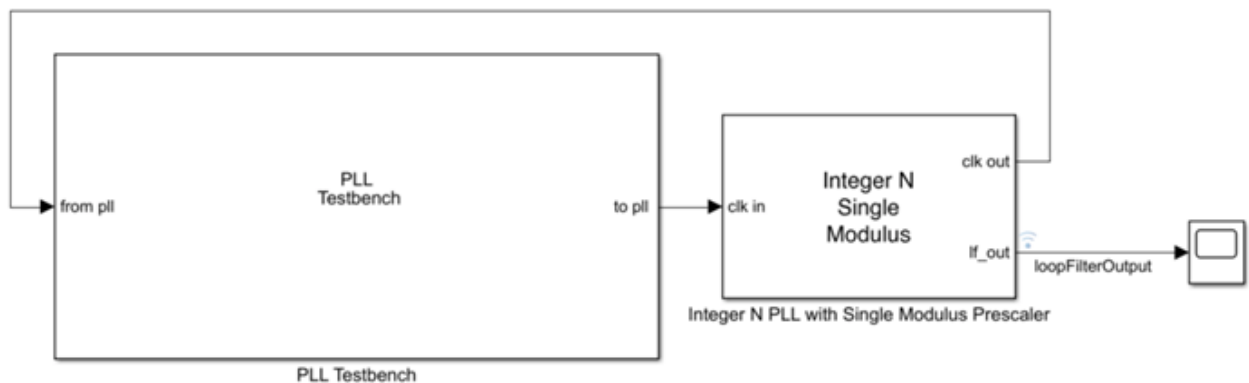 PLL
Testbench
from pll
to pll
PLL Testbench
clk in
Integer N
Single
Modulus
clk out
lf_out
Integer N PLL with Single Modulus Prescaler
loopFilterOutput